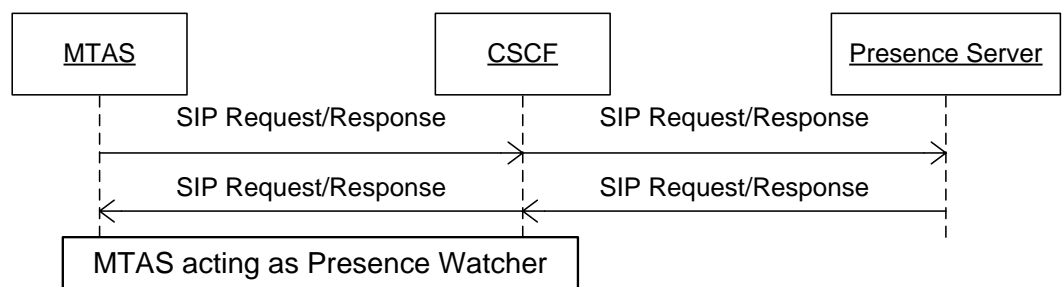 MTAS
CSCF
Presence Server
SIP Request/Response
SIP Request/Response
SIP Request/Response
SIP Request/Response
MTAS acting as Presence Watcher